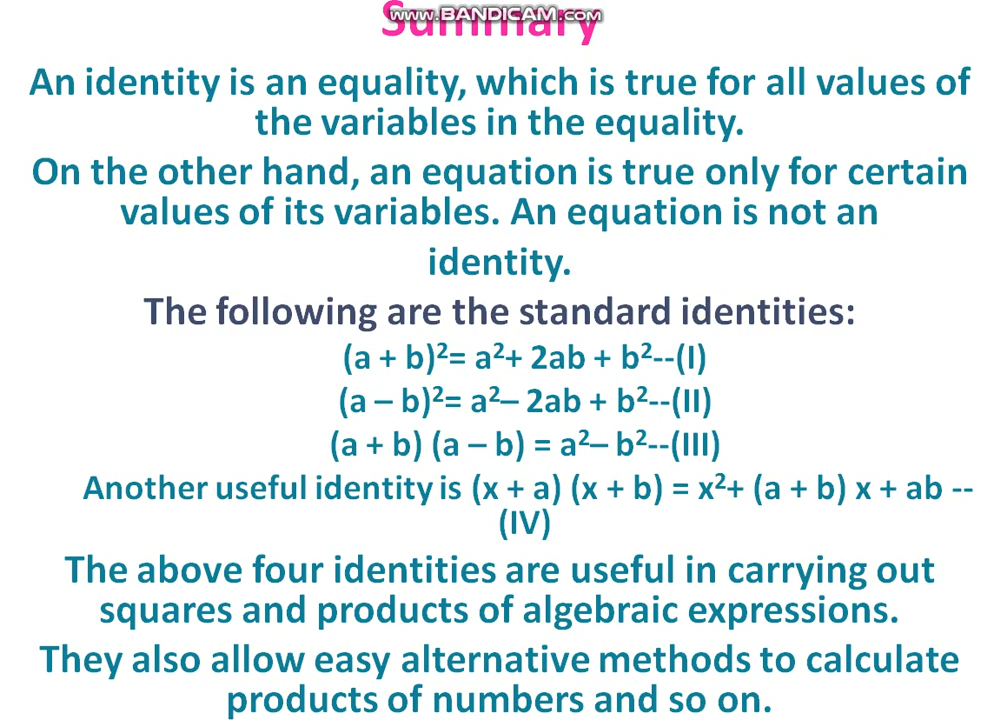 www.BANDICAM.com
Summary
An identity is an equality, which is true for all values of
the variables in the equality.
On the other hand, an equation is true only for certain
values of its variables. An equation is not an
identity.
The following are the standard identities:
(a + b)²= a²+ 2ab + b²--(I)
(a – b)²= a²– 2ab + b²--(II)
(a + b) (a – b) = a²– b²--(III)
Another useful identity is (x + a) (x + b) = x²+ (a + b) x + ab --
(IV)
The above four identities are useful in carrying out
squares and products of algebraic expressions.
They also allow easy alternative methods to calculate
products of numbers and so on.